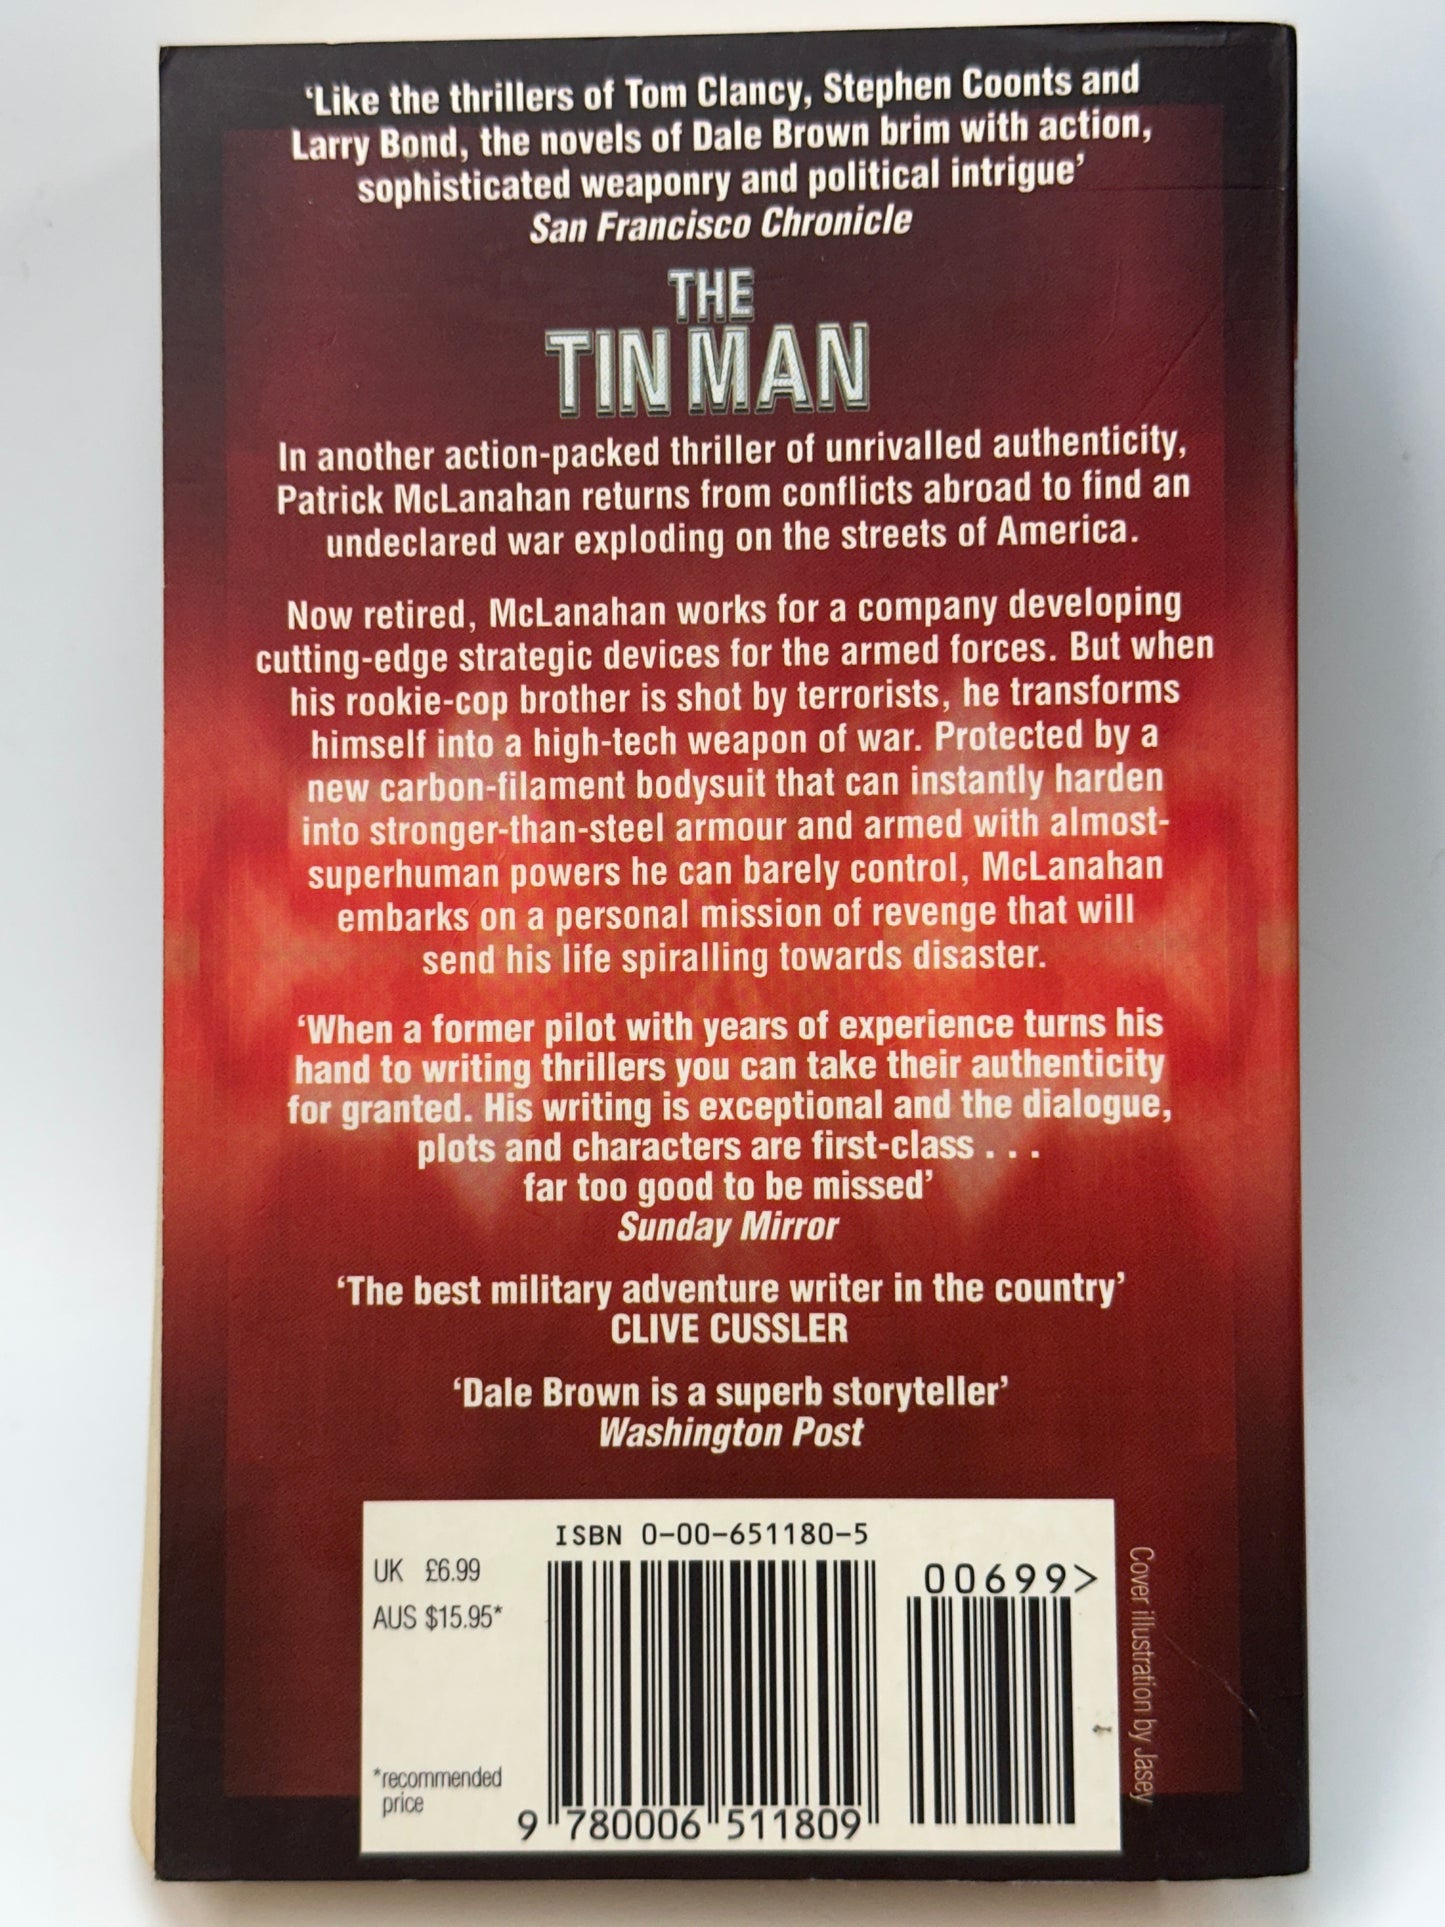 ‘Like the thrillers of Tom Clancy, Stephen Coonts and
Larry Bond, the novels of Dale Brown brim with action,
sophisticated weaponry and political intrigue’
San Francisco Chronicle
THE
TIN MAN
In another action-packed thriller of unrivalled authenticity,
Patrick McLanahan returns from conflicts abroad to find an
undeclared war exploding on the streets of America.
Now retired, McLanahan works for a company developing
cutting-edge strategic devices for the armed forces. But when
his rookie-cop brother is shot by terrorists, he transforms
himself into a high-tech weapon of war. Protected by a
new carbon-filament bodysuit that can instantly harden
into stronger-than-steel armour and armed with almost-
superhuman powers he can barely control, McLanahan
embarks on a personal mission of revenge that will
send his life spiralling towards disaster.
‘When a former pilot with years of experience turns his
hand to writing thrillers you can take their authenticity
for granted. His writing is exceptional and the dialogue,
plots and characters are first-class . . .
far too good to be missed’
Sunday Mirror
‘The best military adventure writer in the country’
CLIVE CUSSLER
‘Dale Brown is a superb storyteller’
Washington Post
ISBN 0-00-651180-5
UK £6.99
AUS $15.95*
*recommended
price
9 780006 511809
00699>
Cover illustration by Jasey